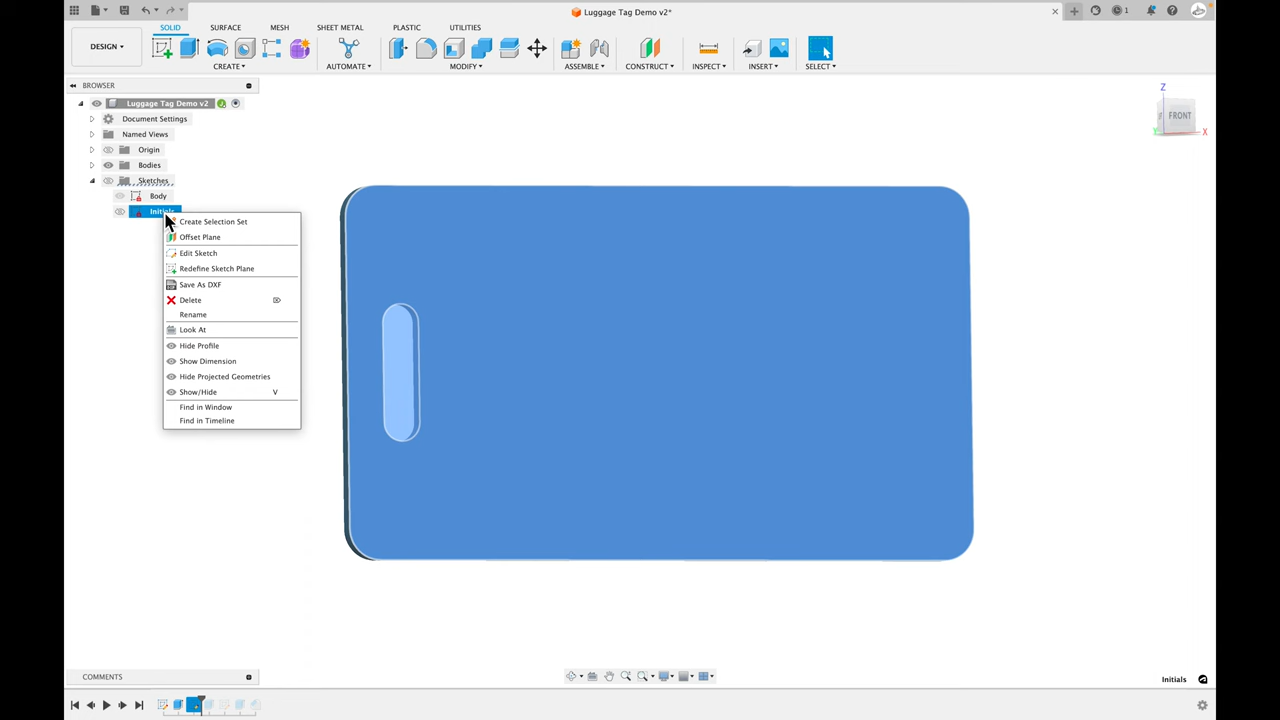 Luggage Tag Demo v2*
1
DESIGN
SOLID SURFACE MESH SHEET METAL PLASTIC UTILITIES
CREATE AUTOMATE MODIFY ASSEMBLE CONSTRUCT INSPECT INSERT SELECT
BROWSER
Luggage Tag Demo v2
Document Settings
Named Views
Origin
Bodies
Sketches
Body
Initials
Create Selection Set
Offset Plane
Edit Sketch
Redefine Sketch Plane
Save As DXF
Delete
Rename
Look At
Hide Profile
Show Dimension
Hide Projected Geometries
Show/Hide V
Find in Window
Find in Timeline
Z
FRONT
Y X
COMMENTS
Initials